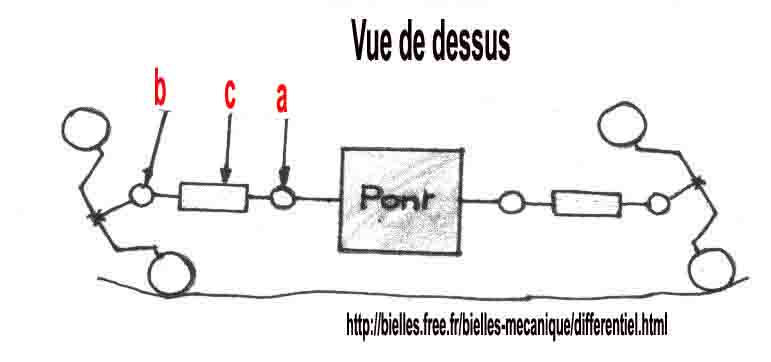 Vue de dessus
b
c
a
Pont
http://bielles.free.fr/bielles-mecanique/differentiel.html